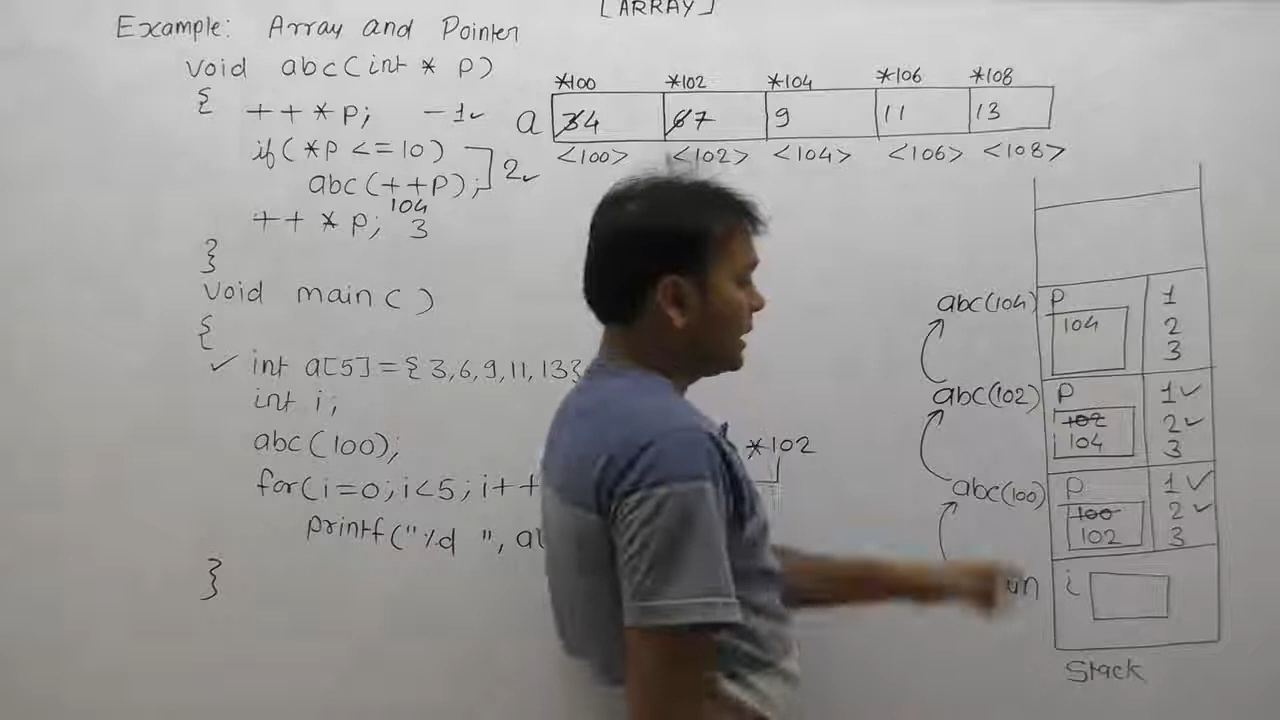 [ARRAY]
Example: Array and Pointer
void abc(int * p)
{
++*p; -1✓
if(*p <=10)
abc(++p); 2✓
104
++ * p; 3
}
void main()
{
✓ int a[5]={3,6,9,11,13}
int i;
abc(100);
for(i=0;i<5;i++
printf("%d ", a
}
*100 *102 *104 *106 *108
a 34 67 9 11 13
<100> <102> <104> <106> <108>
*102
abc(104) P 1
104 2
3
abc(102) P 1✓
102 2✓
104 3
abc(100) P 1✓
100 2✓
102 3
i
Stack